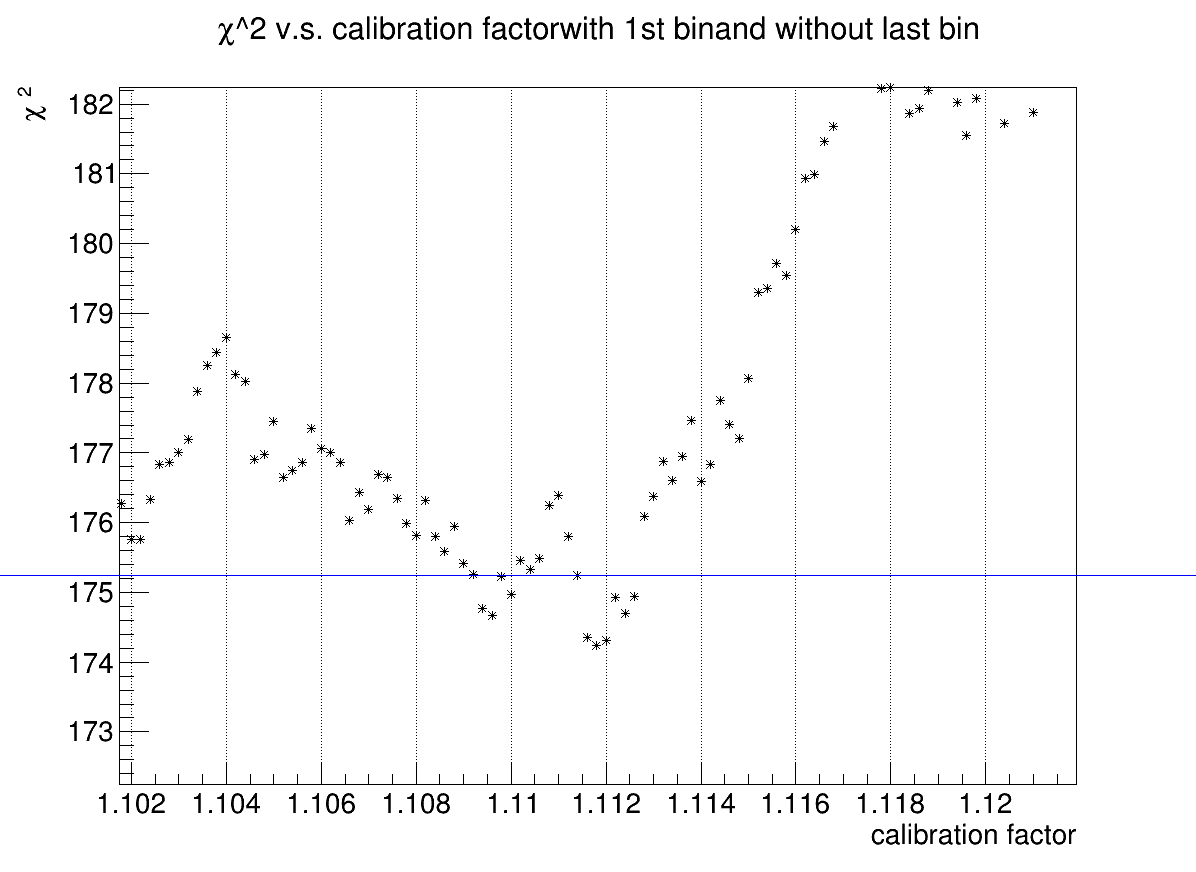 χ^2 v.s. calibration factorwith 1st binand without last bin
χ 2
182
181
180
179
178
177
176
175
174
173
1.102 1.104 1.106 1.108 1.11 1.112 1.114 1.116 1.118 1.12
calibration factor